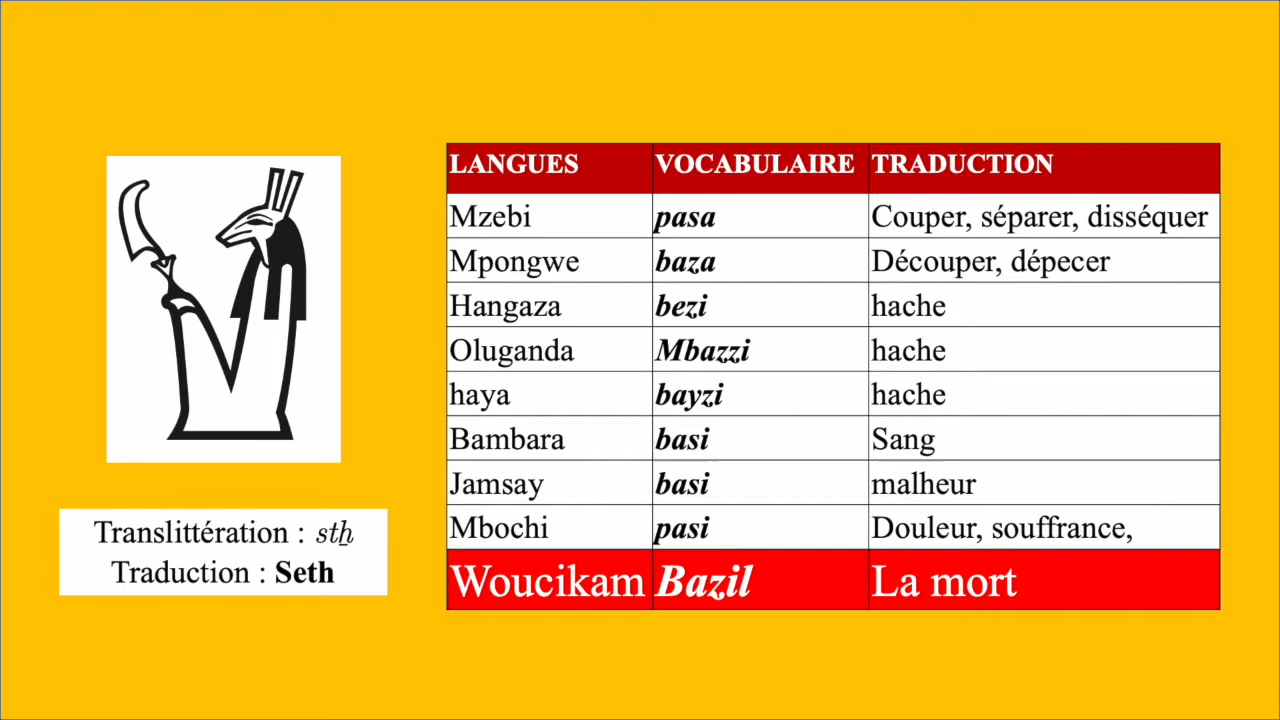 LANGUES VOCABULAIRE TRADUCTION
Mzebi pasa Couper, séparer, disséquer
Mpongwe baza Découper, dépecer
Hangaza bezi hache
Oluganda Mbazzi hache
haya bayzi hache
Bambara basi Sang
Jamsay basi malheur
Mbochi pasi Douleur, souffrance,
Woucikam Bazil La mort
Translittération : stẖ
Traduction : Seth